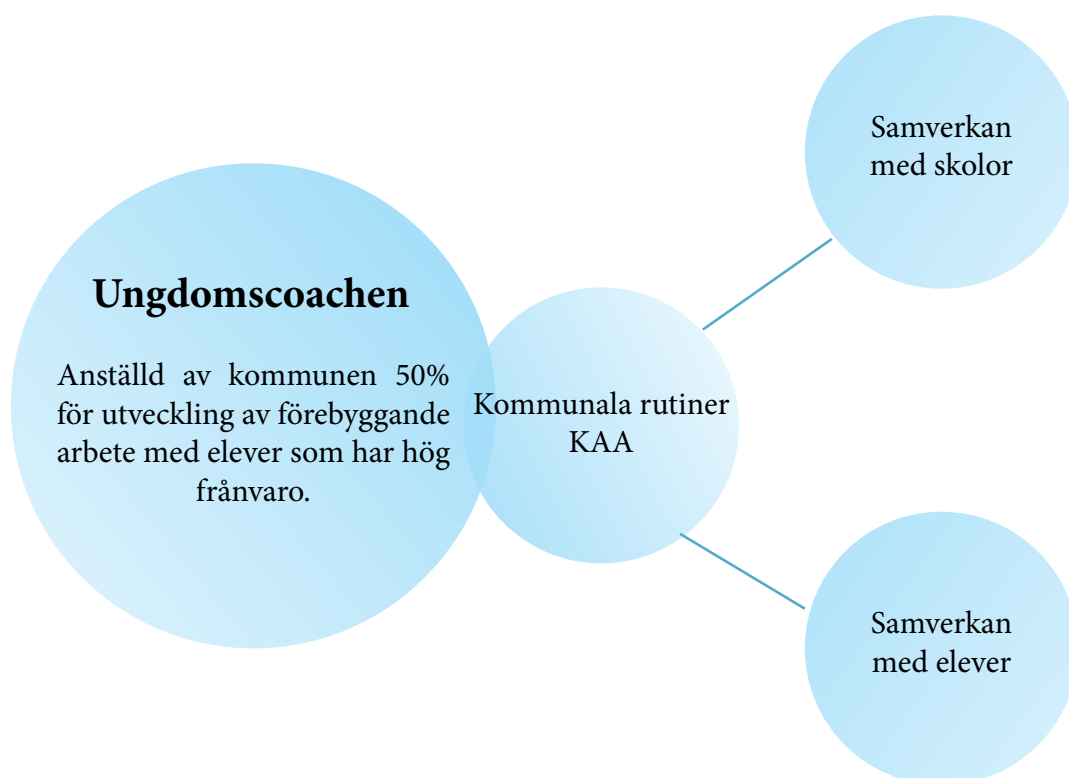 Ungdomscoachen
Anställd av kommunen 50%
för utveckling av förebyggande
arbete med elever som har hög
frånvaro.
Kommunala rutiner
KAA
Samverkan
med skolor
Samverkan
med elever